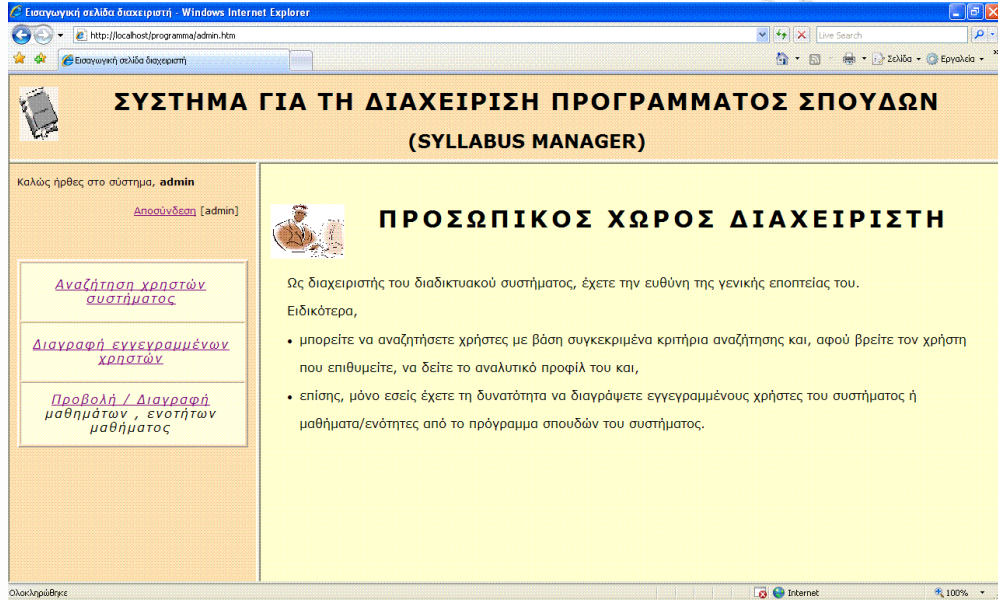 Εισαγωγική σελίδα διαχειριστή - Windows Internet Explorer
http://localhost/programma/admin.htm
Live Search
Εισαγωγική σελίδα διαχειριστή
Σελίδα
Εργαλεία
ΣΥΣΤΗΜΑ ΓΙΑ ΤΗ ΔΙΑΧΕΙΡΙΣΗ ΠΡΟΓΡΑΜΜΑΤΟΣ ΣΠΟΥΔΩΝ
(SYLLABUS MANAGER)
Καλώς ήρθες στο σύστημα, admin
Αποσύνδεση [admin]
Αναζήτηση χρηστών
συστήματος
Διαγραφή εγγεγραμμένων
χρηστών
Προβολή / Διαγραφή
μαθημάτων , ενοτήτων
μαθήματος
ΠΡΟΣΩΠΙΚΟΣ ΧΩΡΟΣ ΔΙΑΧΕΙΡΙΣΤΗ
Ως διαχειριστής του διαδικτυακού συστήματος, έχετε την ευθύνη της γενικής εποπτείας του.
Ειδικότερα,
• μπορείτε να αναζητήσετε χρήστες με βάση συγκεκριμένα κριτήρια αναζήτησης και, αφού βρείτε τον χρήστη
που επιθυμείτε, να δείτε το αναλυτικό προφίλ του και,
• επίσης, μόνο εσείς έχετε τη δυνατότητα να διαγράψετε εγγεγραμμένους χρήστες του συστήματος ή
μαθήματα/ενότητες από το πρόγραμμα σπουδών του συστήματος.
Ολοκληρώθηκε
Internet
100%